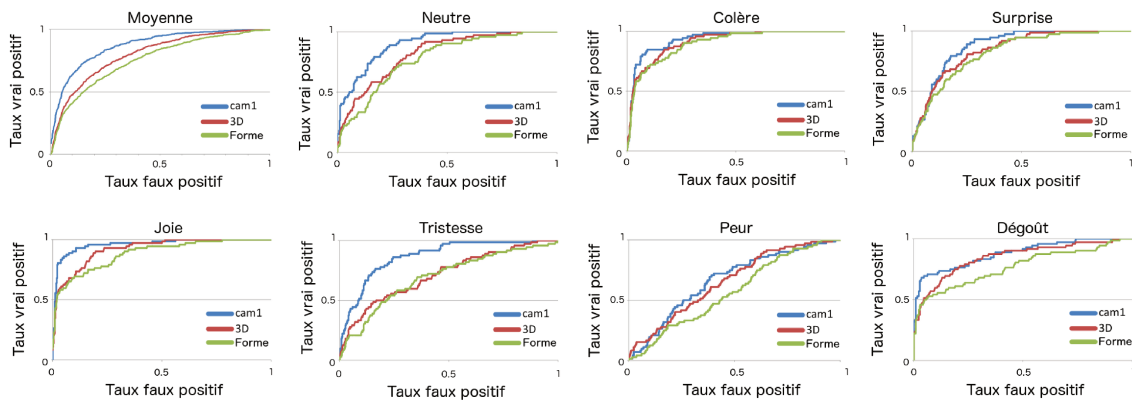 Moyenne
1
0.5
0
0.5
1
Taux vrai positif
Taux faux positif
cam1
3D
Forme
Neutre
1
0.5
0
0
0.5
1
Taux vrai positif
Taux faux positif
cam1
3D
Forme
Colère
1
0.5
0
0
0.5
1
Taux vrai positif
Taux faux positif
cam1
3D
Forme
Surprise
1
0.5
0
0
0.5
1
Taux vrai positif
Taux faux positif
cam1
3D
Forme
Joie
1
0.5
0
0
0.5
1
Taux vrai positif
Taux faux positif
cam1
3D
Forme
Tristesse
1
0.5
0
0
0.5
1
Taux vrai positif
Taux faux positif
cam1
3D
Forme
Peur
1
0.5
0
0
0.5
1
Taux vrai positif
Taux faux positif
cam1
3D
Forme
Dégoût
1
0.5
0
0
0.5
1
Taux vrai positif
Taux faux positif
cam1
3D
Forme